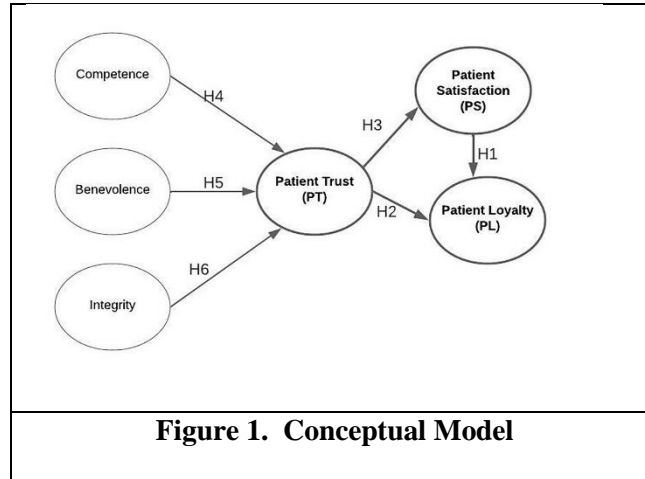 Competence
H4
Benevolence
H5
Integrity
H6
Patient Trust
(PT)
H3
H2
Patient
Satisfaction
(PS)
H1
Patient Loyalty
(PL)
Figure 1. Conceptual Model